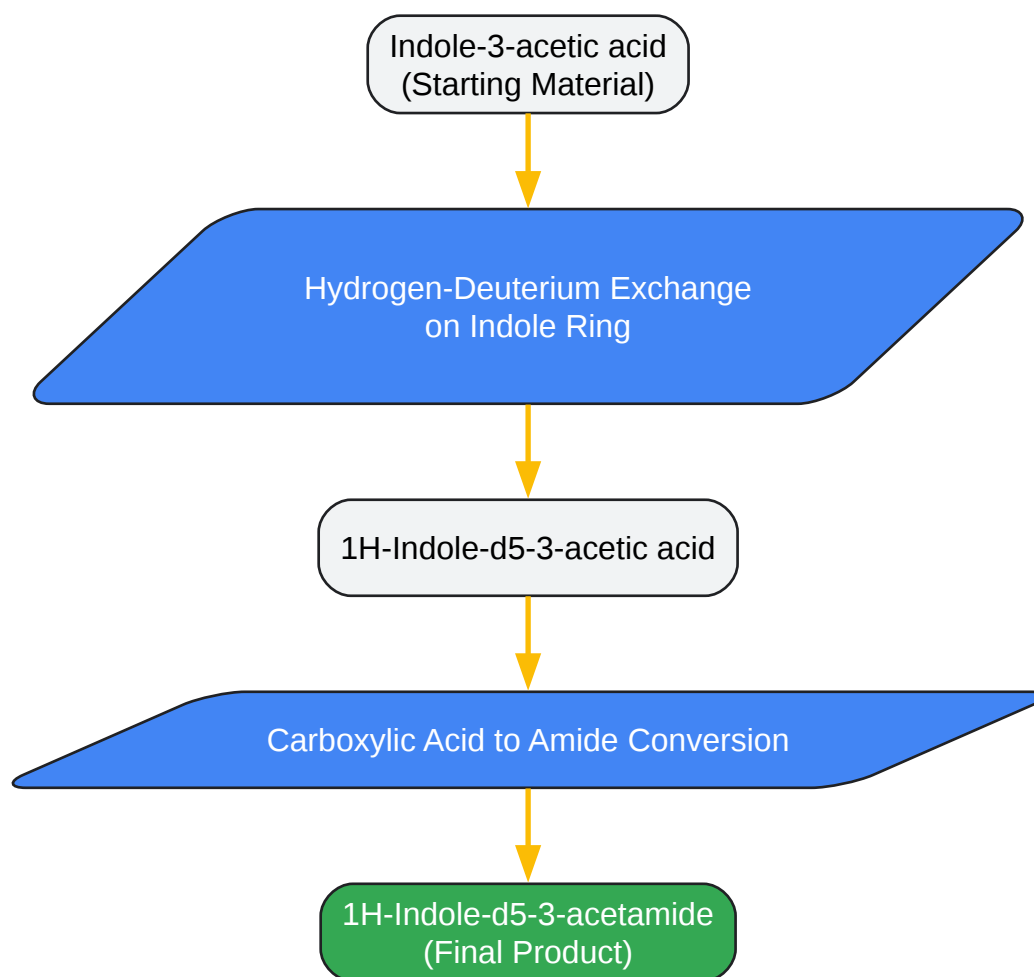 Indole-3-acetic acid
(Starting Material)
Hydrogen-Deuterium Exchange
on Indole Ring
1H-Indole-d5-3-acetic acid
Carboxylic Acid to Amide Conversion
1H-Indole-d5-3-acetamide
(Final Product)